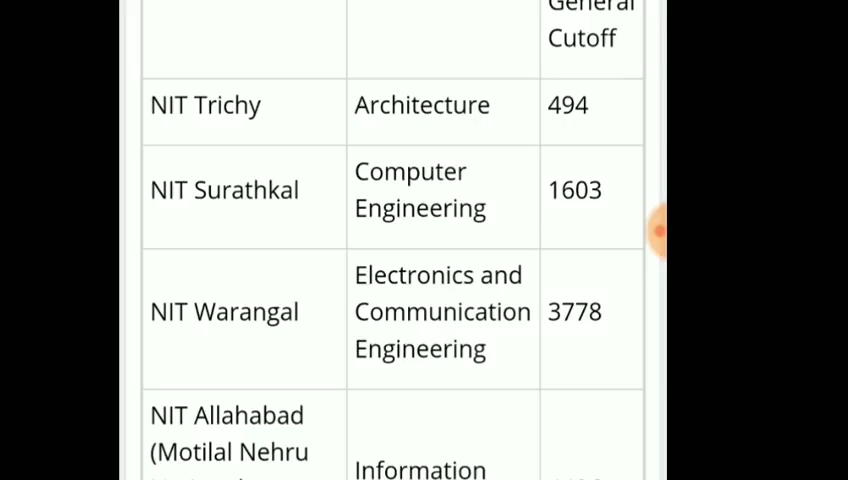 General
Cutoff
NIT Trichy
Architecture
494
NIT Surathkal
Computer
Engineering
1603
NIT Warangal
Electronics and
Communication
Engineering
3778
NIT Allahabad
(Motilal Nehru
Information